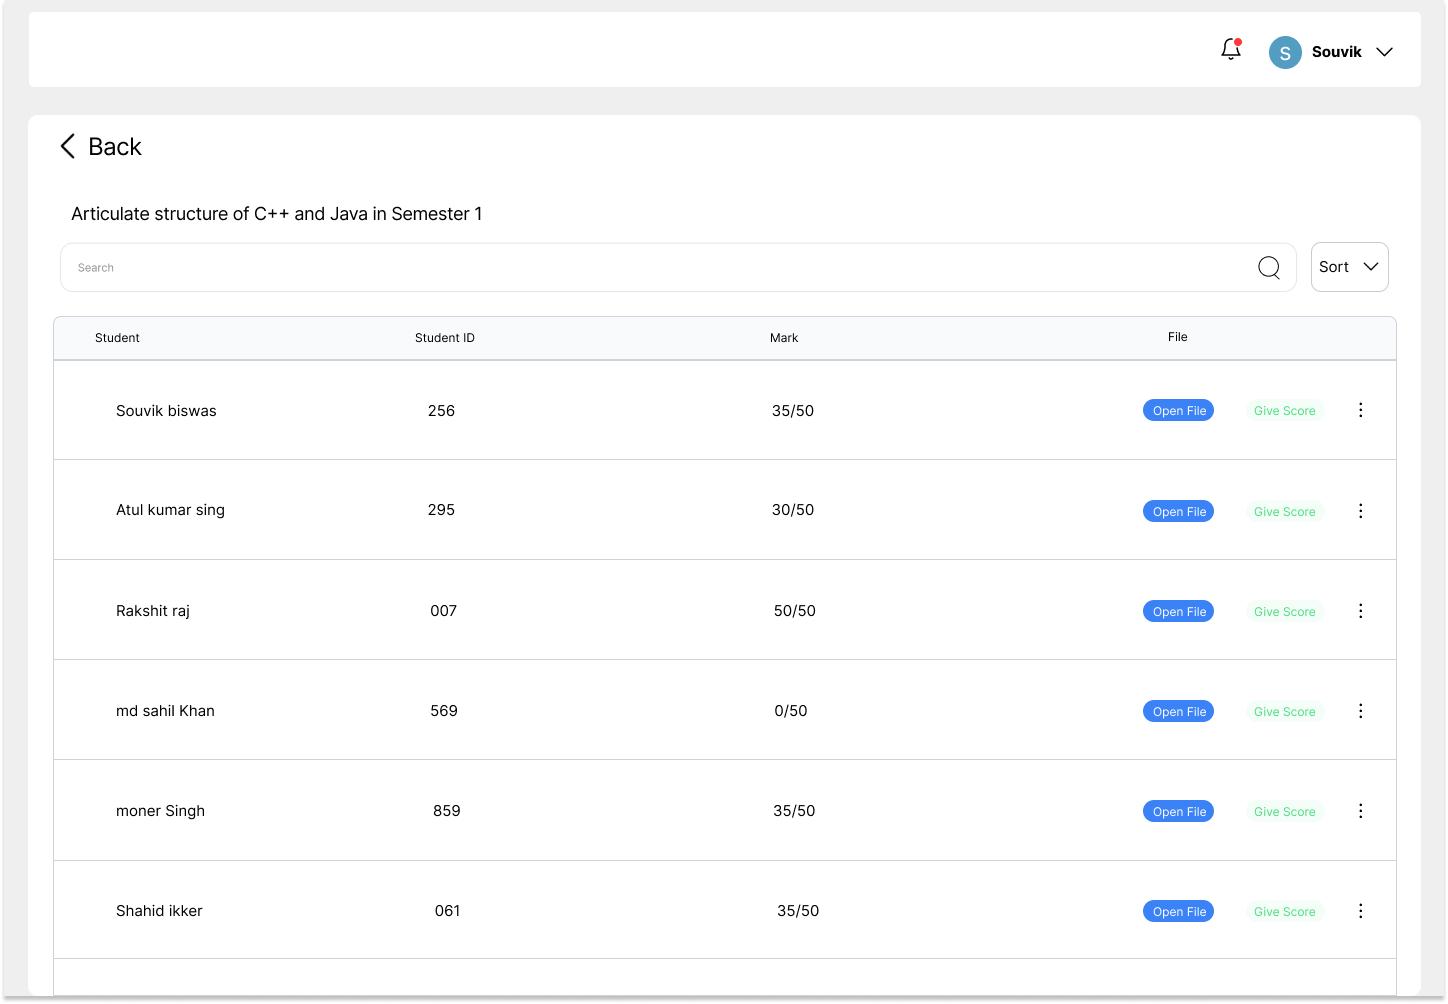 S Souvik
Back
Articulate structure of C++ and Java in Semester 1
Search
Sort
Student Student ID Mark File
Souvik biswas 256 35/50 Open File Give Score
Atul kumar sing 295 30/50 Open File Give Score
Rakshit raj 007 50/50 Open File Give Score
md sahil Khan 569 0/50 Open File Give Score
moner Singh 859 35/50 Open File Give Score
Shahid ikker 061 35/50 Open File Give Score